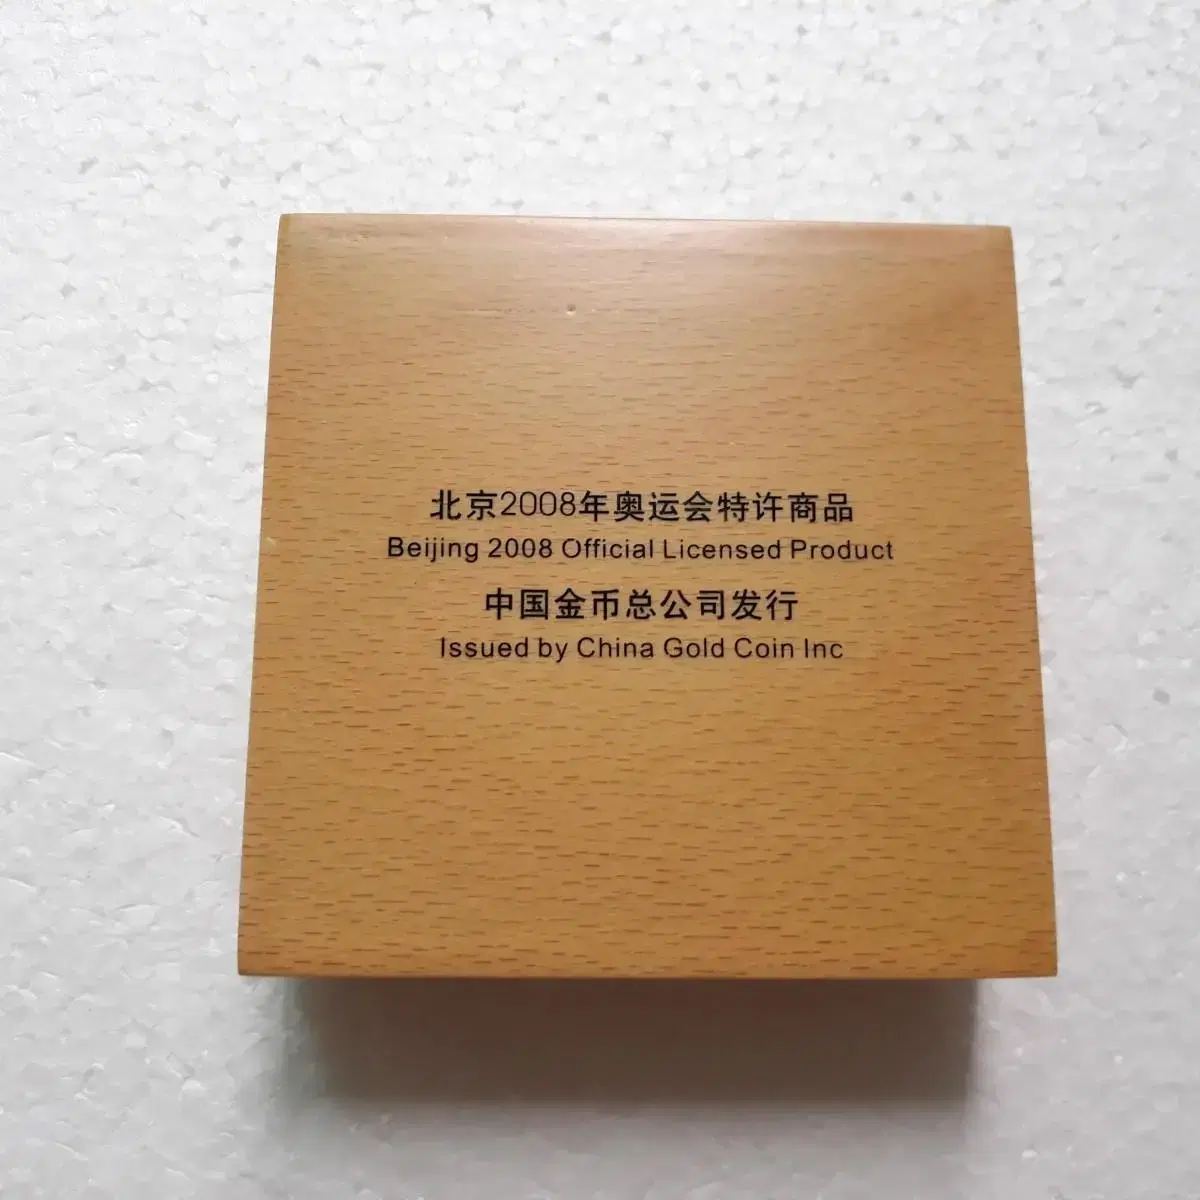 北京2008年奥运会特许商品
Beijing 2008 Official Licensed Product
中国金币总公司发行
Issued by China Gold Coin Inc